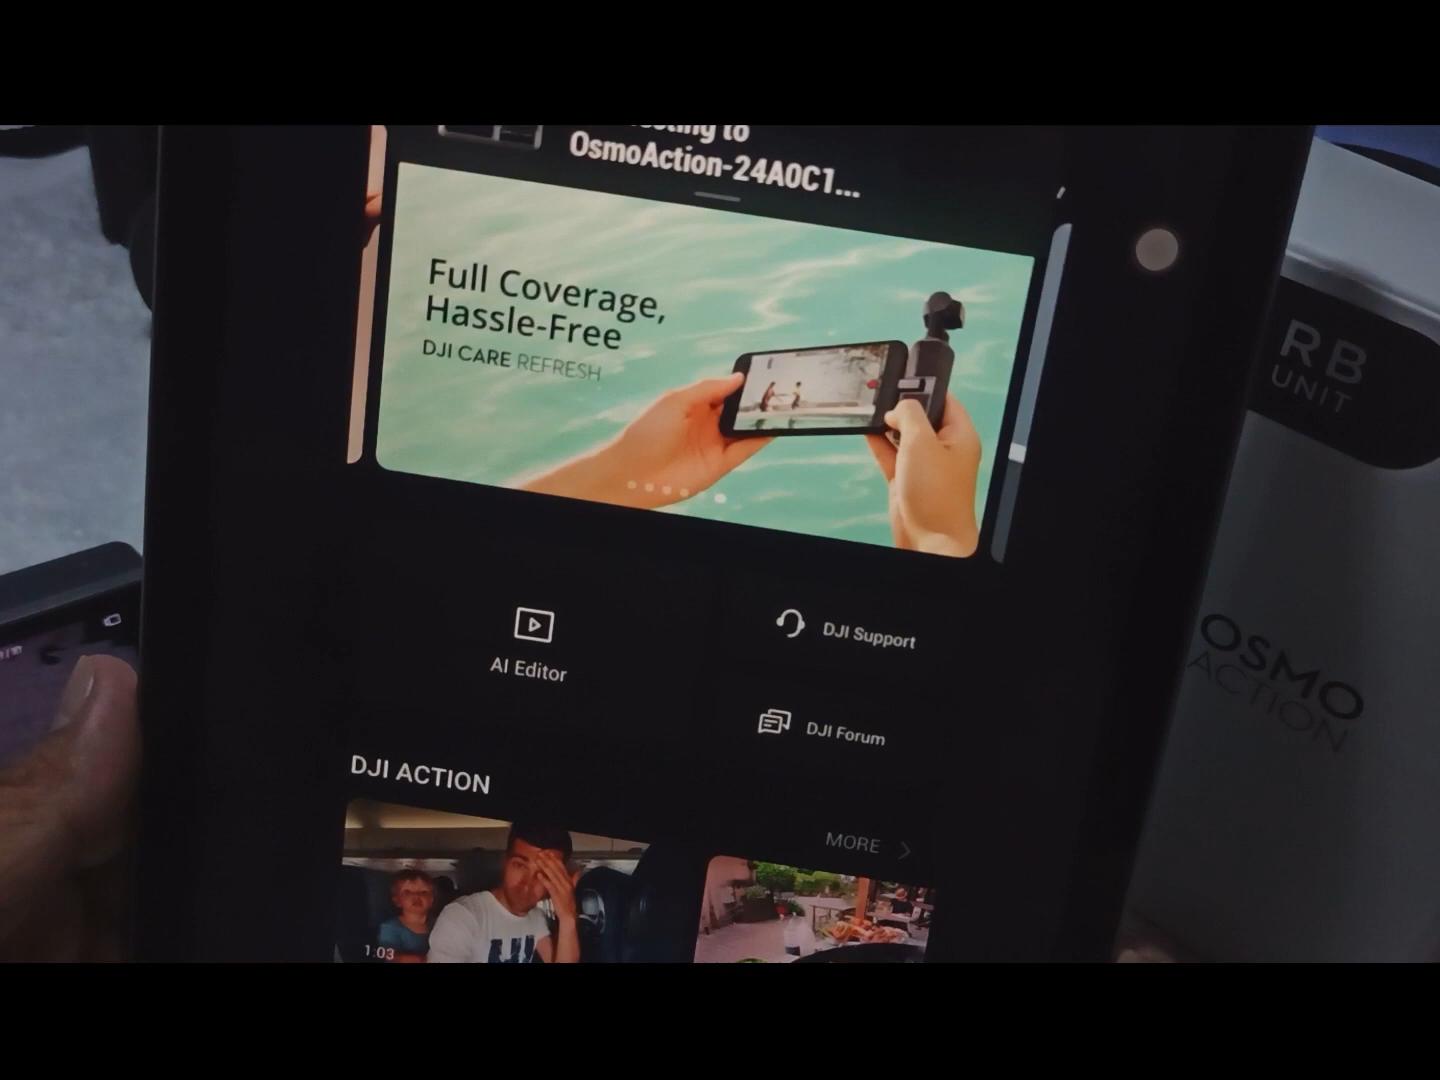 to
OsmoAction-24A0C1...
Full Coverage,
Hassle-Free
DJI CARE REFRESH
AI Editor
DJI Support
DJI Forum
DJI ACTION
MORE
1:03
RB
UNIT
OSMO
ACTION